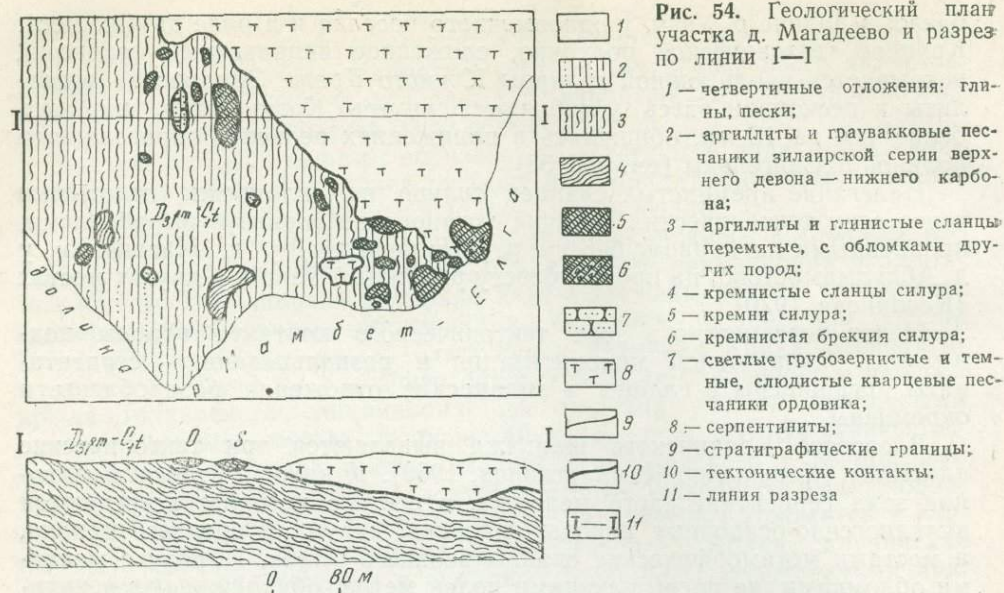 Рис. 54. Геологический план
участка д. Магадеево и разрез
по линии I—I
1 — четвертичные отложения: гли-
ны, пески;
2 — аргиллиты и граувакковые пес-
чаники зилаирской серии верх-
него девона — нижнего карбо-
на;
3 — аргиллиты и глинистые сланцы
перемятые, с обломками дру-
гих пород;
4 — кремнистые сланцы силура;
5 — кремни силура;
6 — кремнистая брекчия силура;
7 — светлые грубозернистые и тем-
ные, слюдистые кварцевые пес-
чаники ордовика;
8 — серпентиниты;
9 — стратиграфические границы;
10 — тектонические контакты;
11 — линия разреза
1
2
3
4
5
6
7
8
9
10
I—I 11
I I
D₃fm-C₁t
долина
р.
Ембет
I D₃fm-C₁t O S I
0 80 м